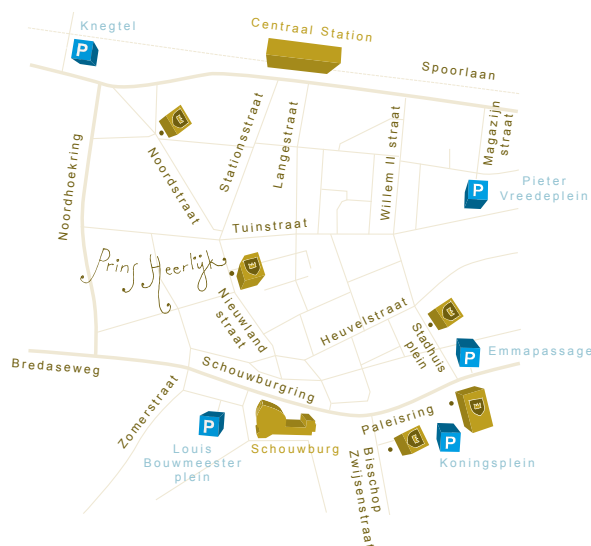 Knegtel
Centraal Station
P
Spoorlaan
Magazijn
straat
Stationsstraat
Langestraat
Willem II straat
Noordhoekring
Noordstraat
P
Pieter
Vreedeplein
Tuinstraat
Prins Heerlijk
Nieuwland
straat
Heuvelstraat
Stadhuis
plein
P
Emmapassage
Bredaseweg
Schouwburgring
Zomerstraat
Paleisring
P
Louis
Bouwmeester
plein
Schouwburg
P
Koningsplein
Bisschop
Zwijsenstraat